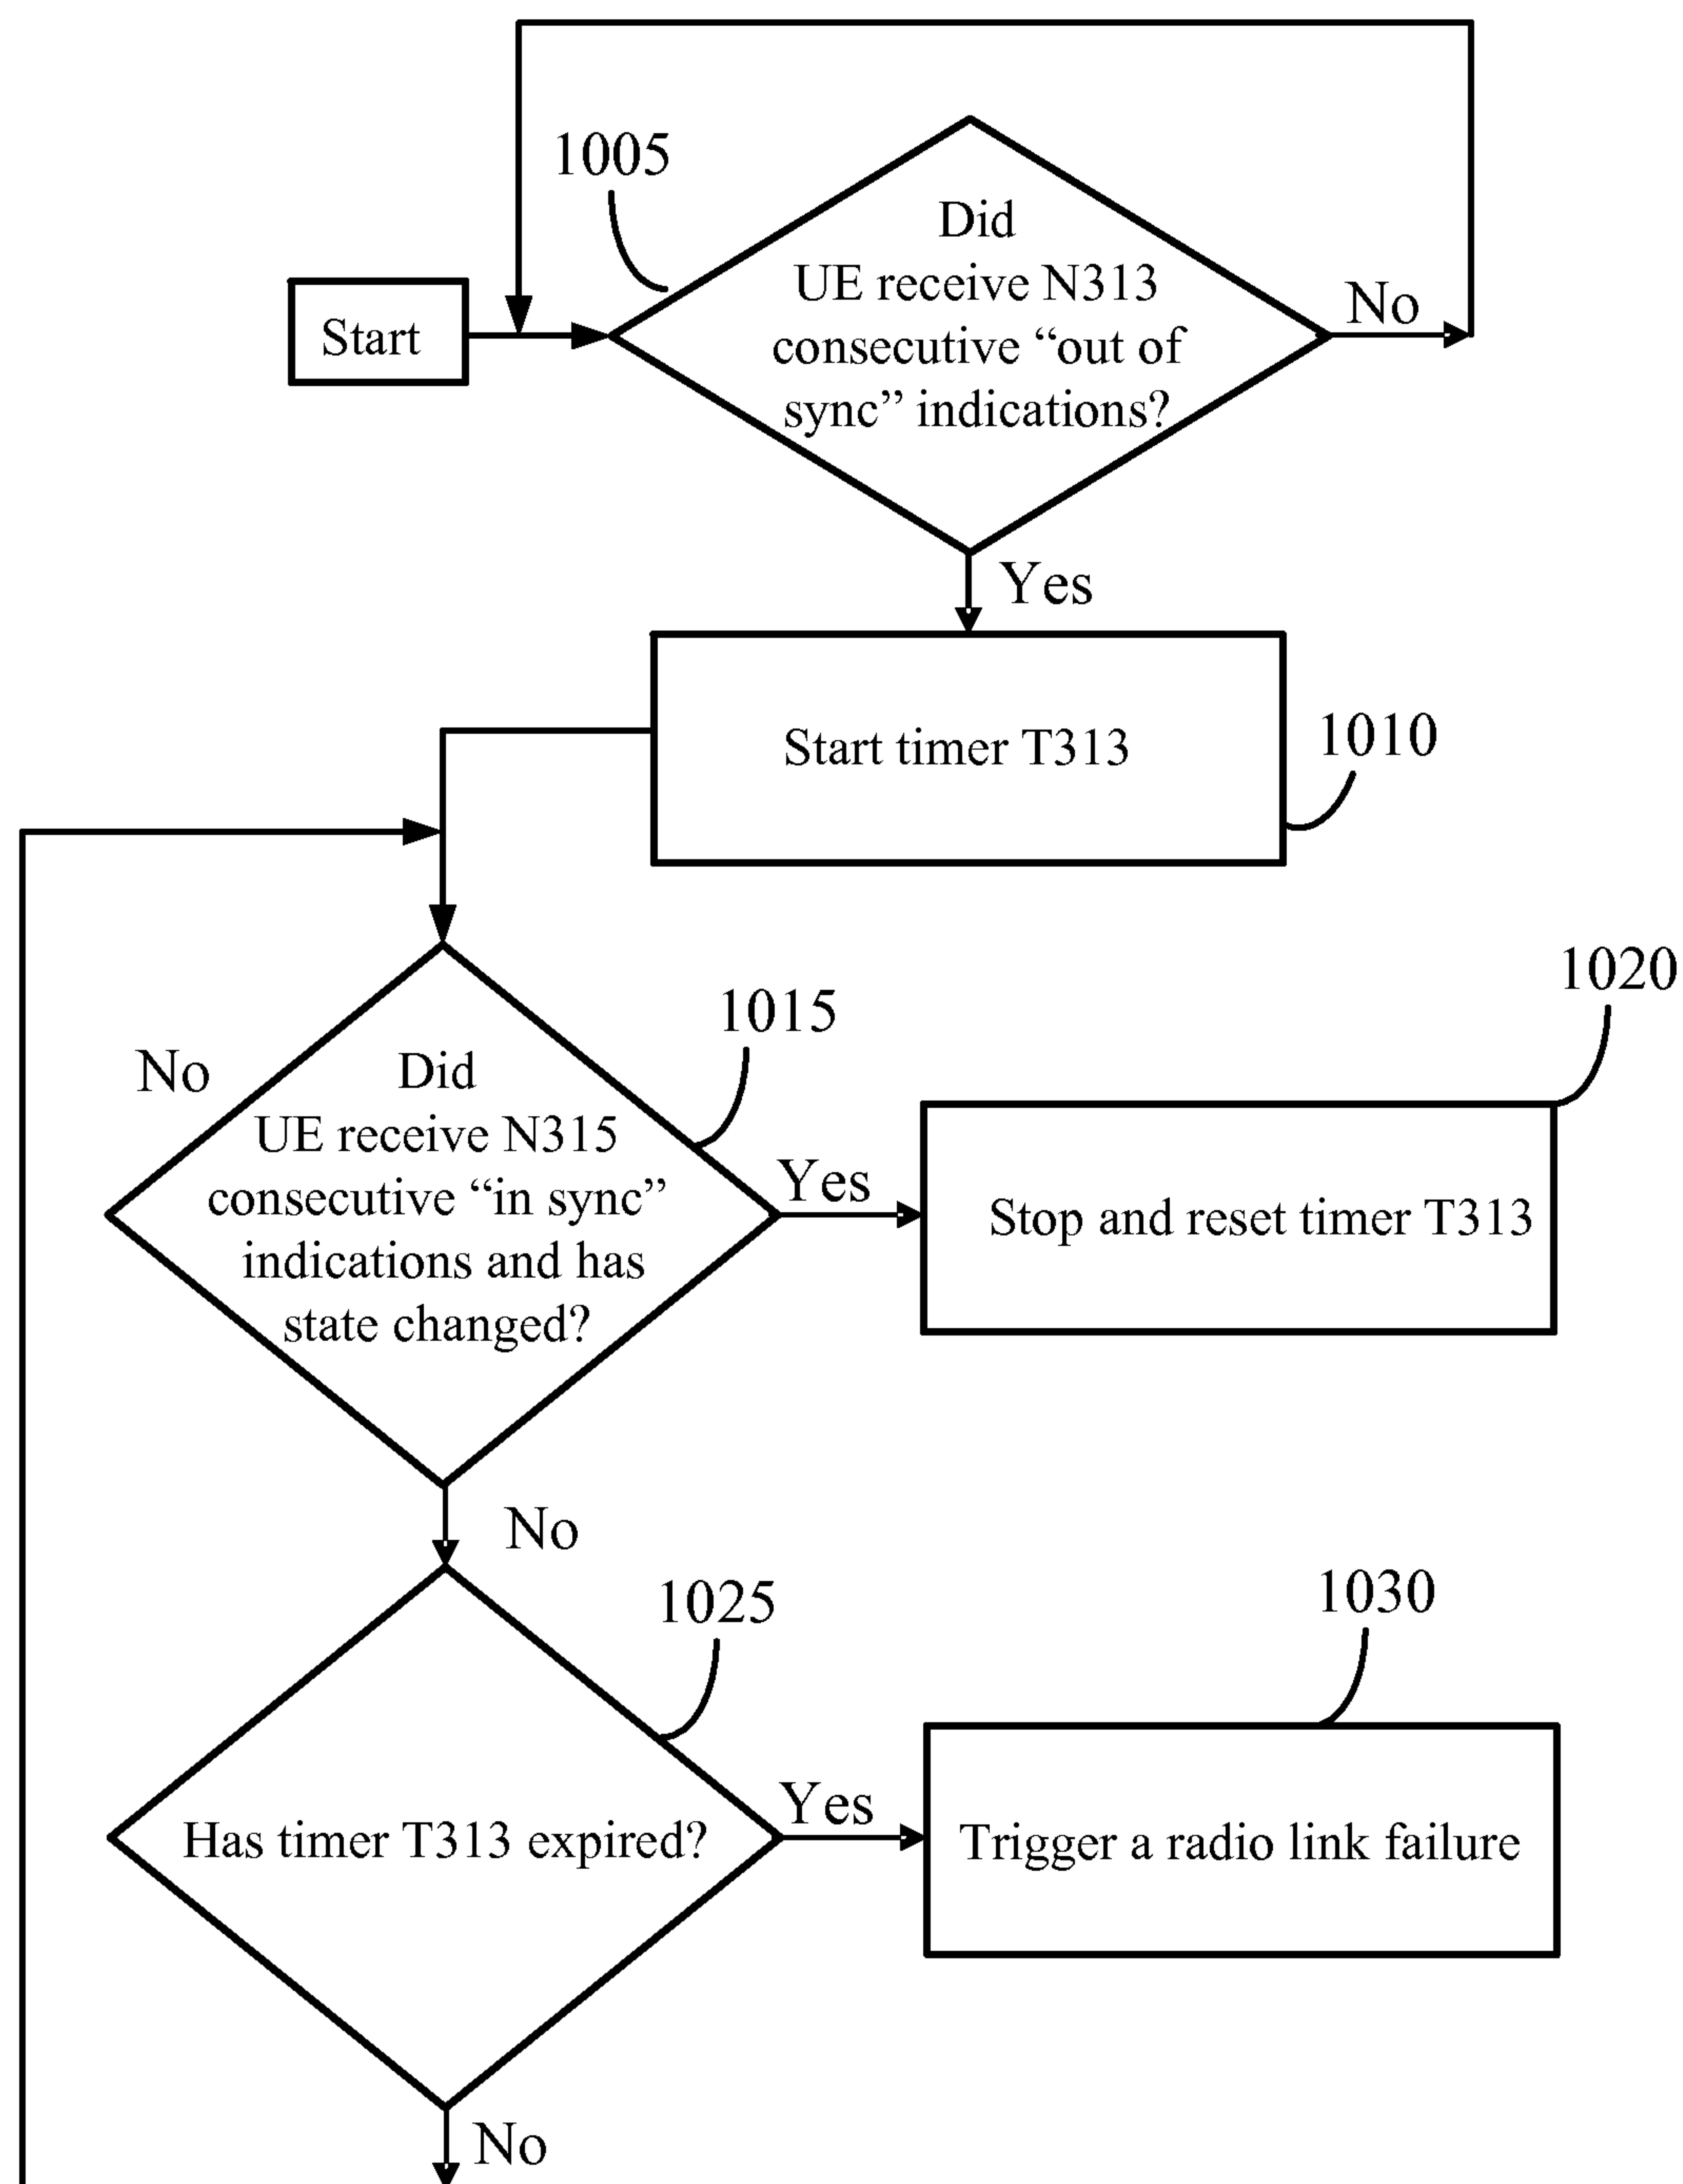 1005
Did
UE receive N313
consecutive “out of
sync” indications?
No
Start
Yes
Start timer T313
1010
1015
1020
No
Did
UE receive N315
consecutive “in sync”
indications and has
state changed?
Yes
Stop and reset timer T313
No
1025
1030
Has timer T313 expired?
Yes
Trigger a radio link failure
No